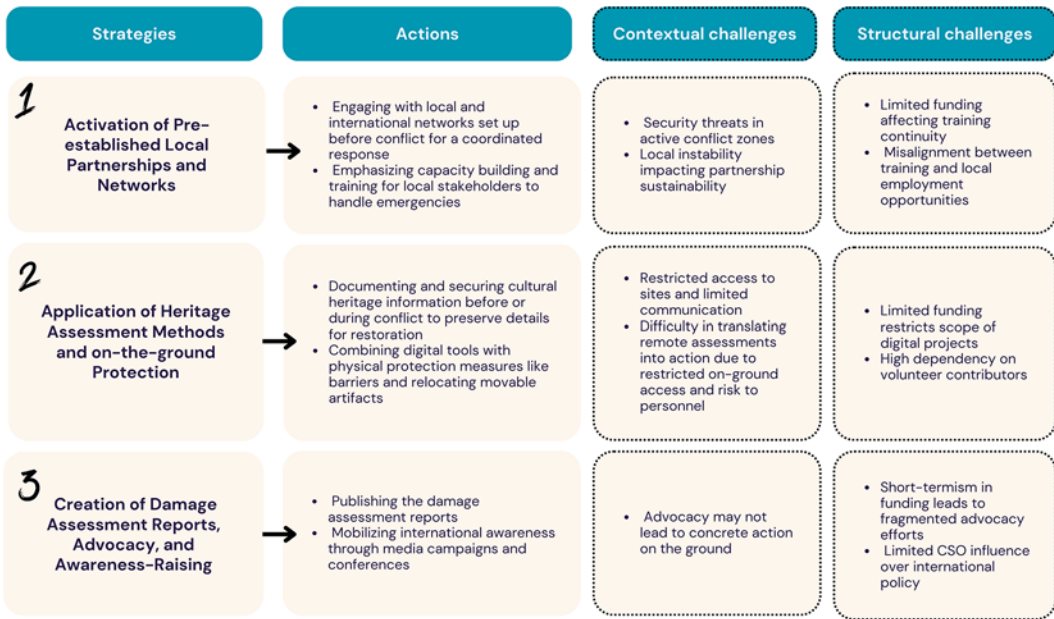 Strategies
Actions
Contextual challenges
Structural challenges
1
Activation of Pre-
established Local
Partnerships and
Networks
• Engaging with local and
international networks set up
before conflict for a coordinated
response
• Emphasizing capacity building and
training for local stakeholders to
handle emergencies
• Security threats in
active conflict zones
• Local instability
impacting partnership
sustainability
• Limited funding
affecting training
continuity
• Misalignment between
training and local
employment
opportunities
2
Application of Heritage
Assessment Methods
and on-the-ground
Protection
• Documenting and securing cultural
heritage information before or
during conflict to preserve details
for restoration
• Combining digital tools with
physical protection measures like
barriers and relocating movable
artifacts
• Restricted access to
sites and limited
communication
• Difficulty in translating
remote assessments
into action due to
restricted on-ground
access and risk to
personnel
• Limited funding
restricts scope of
digital projects
• High dependency on
volunteer contributors
3
Creation of Damage
Assessment Reports,
Advocacy, and
Awareness-Raising
• Publishing the damage
assessment reports
• Mobilizing international awareness
through media campaigns and
conferences
• Advocacy may not
lead to concrete action
on the ground
• Short-termism in
funding leads to
fragmented advocacy
efforts
• Limited CSO influence
over international
policy